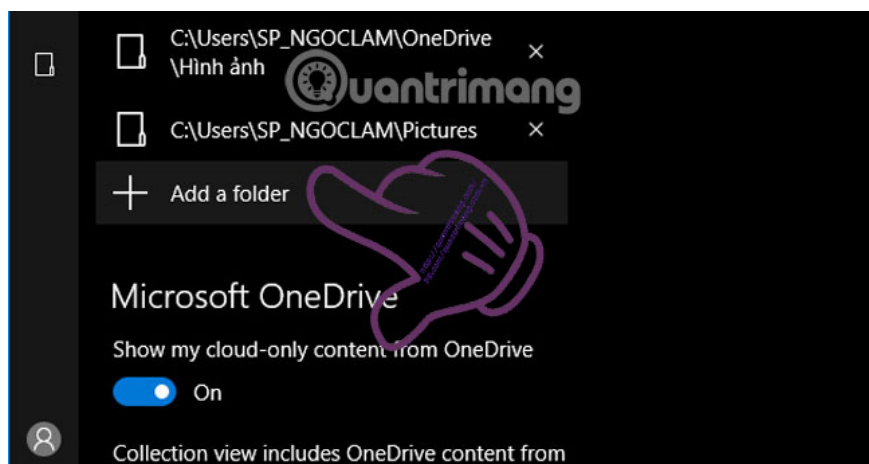 C:\Users\SP_NGOCLAM\OneDrive
\Hình ảnh
Quantrimang
C:\Users\SP_NGOCLAM\Pictures
Add a folder
Microsoft OneDrive
Show my cloud-only content from OneDrive
On
Collection view includes OneDrive content from